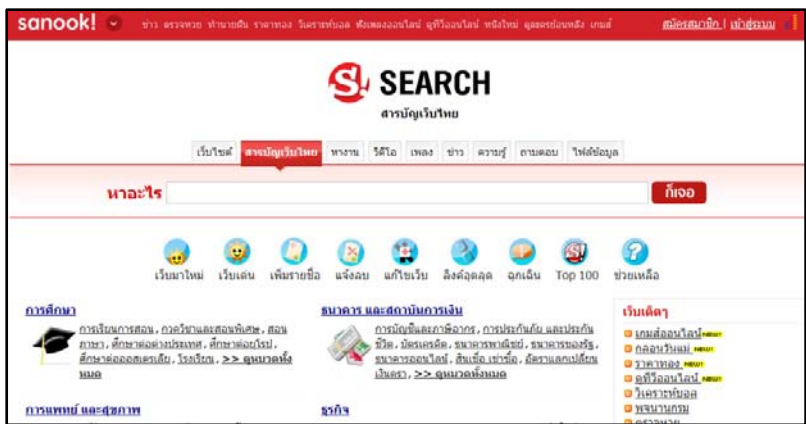 sanook! ข่าว ตรวจหวย ทำนายฝัน ราคาทอง วิเคราะห์บอล ฟังเพลงออนไลน์ ดูทีวีออนไลน์ หนังใหม่ ดูละครย้อนหลัง เกมส์ สมัครสมาชิก | เข้าสู่ระบบ
S! SEARCH
สารบัญเว็บไทย
เว็บไซต์ สารบัญเว็บไทย หางาน วิดีโอ เพลง ข่าว ความรู้ ถามตอบ ไฟล์ข้อมูล
หาอะไร ก็เจอ
เว็บมาใหม่ เว็บเด่น เพิ่มรายชื่อ แจ้งลบ แก้ไขเว็บ ลิงค์อุดลุด ฉุกเฉิน Top 100 ช่วยเหลือ
การศึกษา
การเรียนการสอน, กวดวิชาและสอนพิเศษ, สอน
ภาษา, ศึกษาต่อต่างประเทศ, ศึกษาต่อยุโรป,
ศึกษาต่อออสเตรเลีย, โรงเรียน, >> ดูหมวดทั้ง
หมด
ธนาคาร และสถาบันการเงิน
การบัญชีและภาษีอากร, การประกันภัย และประกัน
ชีวิต, บัตรเครดิต, ธนาคารพาณิชย์, ธนาคารของรัฐ,
ธนาคารออนไลน์, สินเชื่อ เช่าซื้อ, อัตราแลกเปลี่ยน
เงินตรา, >> ดูหมวดทั้งหมด
เว็บเด็ดๆ
เกมส์ออนไลน์ NEW!
กลอนวันแม่ NEW!
ราคาทอง NEW!
ดูทีวีออนไลน์ NEW!
วิเคราะห์บอล
พจนานุกรม
ตรวจหวย
การแพทย์ และสุขภาพ
ธุรกิจ